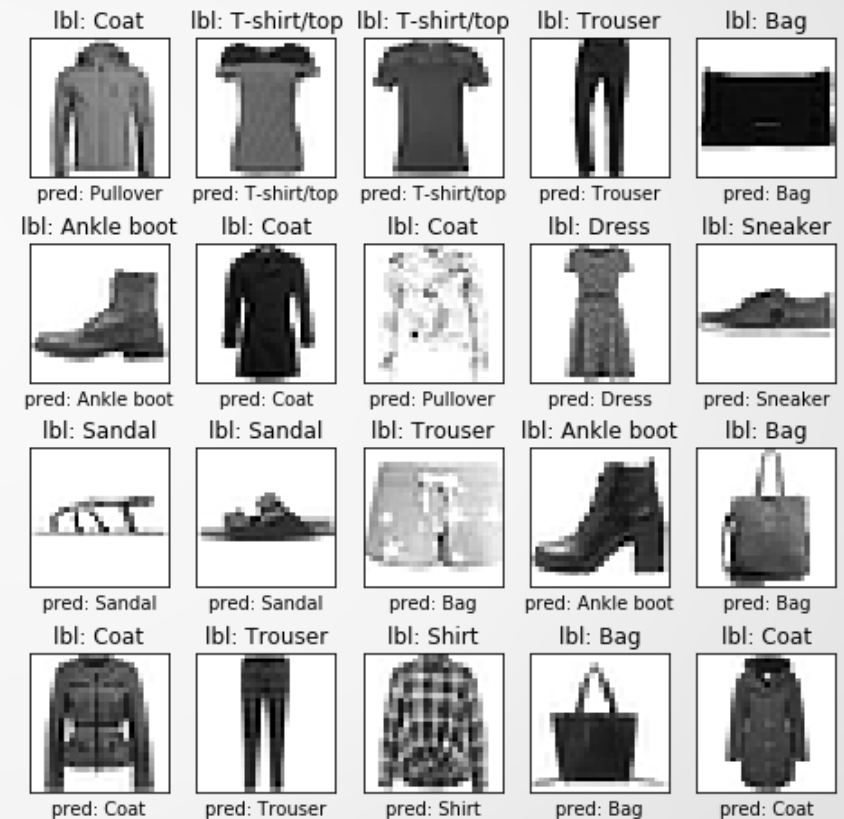 lbl: Coat lbl: T-shirt/top lbl: T-shirt/top lbl: Trouser lbl: Bag
pred: Pullover pred: T-shirt/top pred: T-shirt/top pred: Trouser pred: Bag
lbl: Ankle boot lbl: Coat lbl: Coat lbl: Dress lbl: Sneaker
pred: Ankle boot pred: Coat pred: Pullover pred: Dress pred: Sneaker
lbl: Sandal lbl: Sandal lbl: Trouser lbl: Ankle boot lbl: Bag
pred: Sandal pred: Sandal pred: Bag pred: Ankle boot pred: Bag
lbl: Coat lbl: Trouser lbl: Shirt lbl: Bag lbl: Coat
pred: Coat pred: Trouser pred: Shirt pred: Bag pred: Coat